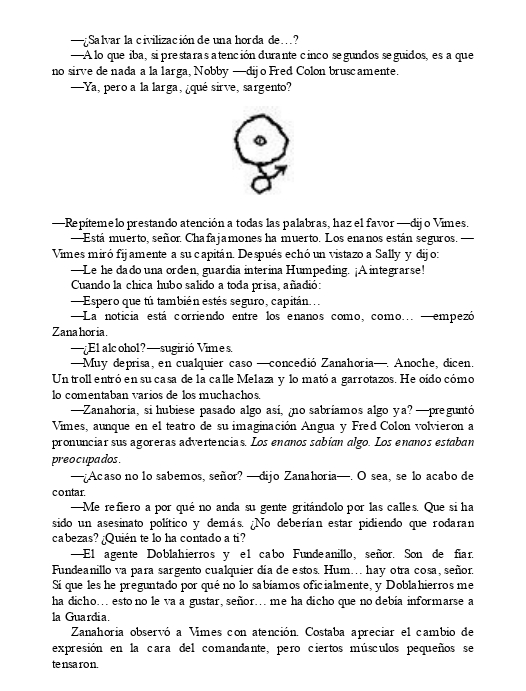 —¿Salvar la civilización de una horda de…?
—A lo que iba, si prestaras atención durante cinco segundos seguidos, es a que
no sirve de nada a la larga, Nobby —dijo Fred Colon bruscamente.
—Ya, pero a la larga, ¿qué sirve, sargento?
—Repítemelo prestando atención a todas las palabras, haz el favor —dijo Vimes.
—Está muerto, señor. Chafajamones ha muerto. Los enanos están seguros. —
Vimes miró fijamente a su capitán. Después echó un vistazo a Sally y dijo:
—Le he dado una orden, guardia interina Humpeding. ¡A integrarse!
Cuando la chica hubo salido a toda prisa, añadió:
—Espero que tú también estés seguro, capitán…
—La noticia está corriendo entre los enanos como, como… —empezó
Zanahoria.
—¿El alcohol? —sugirió Vimes.
—Muy deprisa, en cualquier caso —concedió Zanahoria—. Anoche, dicen.
Un troll entró en su casa de la calle Melaza y lo mató a garrotazos. He oído cómo
lo comentaban varios de los muchachos.
—Zanahoria, si hubiese pasado algo así, ¿no sabríamos algo ya? —preguntó
Vimes, aunque en el teatro de su imaginación Angua y Fred Colon volvieron a
pronunciar sus agoreras advertencias. Los enanos sabían algo. Los enanos estaban
preocupados.
—¿Acaso no lo sabemos, señor? —dijo Zanahoria—. O sea, se lo acabo de
contar.
—Me refiero a por qué no anda su gente gritándolo por las calles. Que si ha
sido un asesinato político y demás. ¿No deberían estar pidiendo que rodaran
cabezas? ¿Quién te lo ha contado a ti?
—El agente Doblahierros y el cabo Fundeanillo, señor. Son de fiar.
Fundeanillo va para sargento cualquier día de estos. Hum… hay otra cosa, señor.
Sí que les he preguntado por qué no lo sabíamos oficialmente, y Doblahierros me
ha dicho… esto no le va a gustar, señor… me ha dicho que no debía informarse a
la Guardia.
Zanahoria observó a Vimes con atención. Costaba apreciar el cambio de
expresión en la cara del comandante, pero ciertos músculos pequeños se
tensaron.